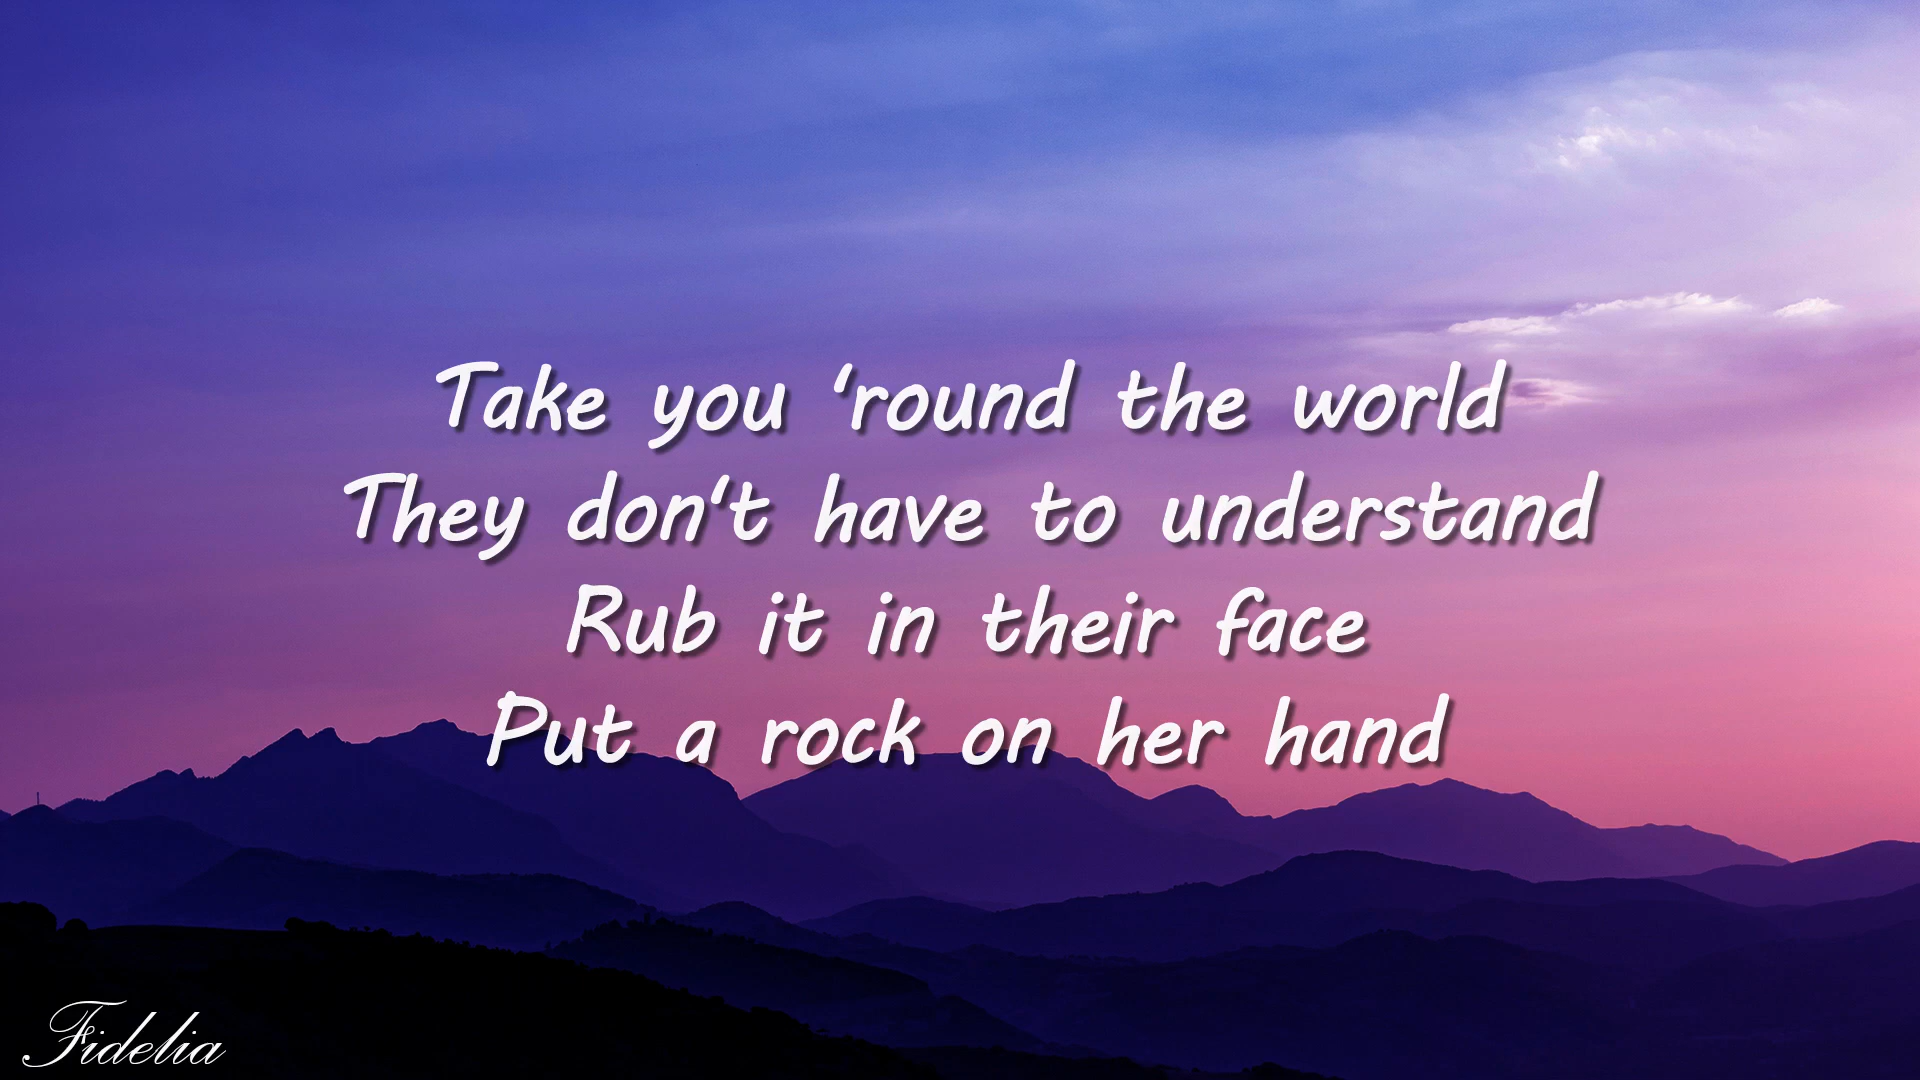 Take you ‘round the world
They don‘t have to understand
Rub it in their face
Put a rock on her hand
Fidelia